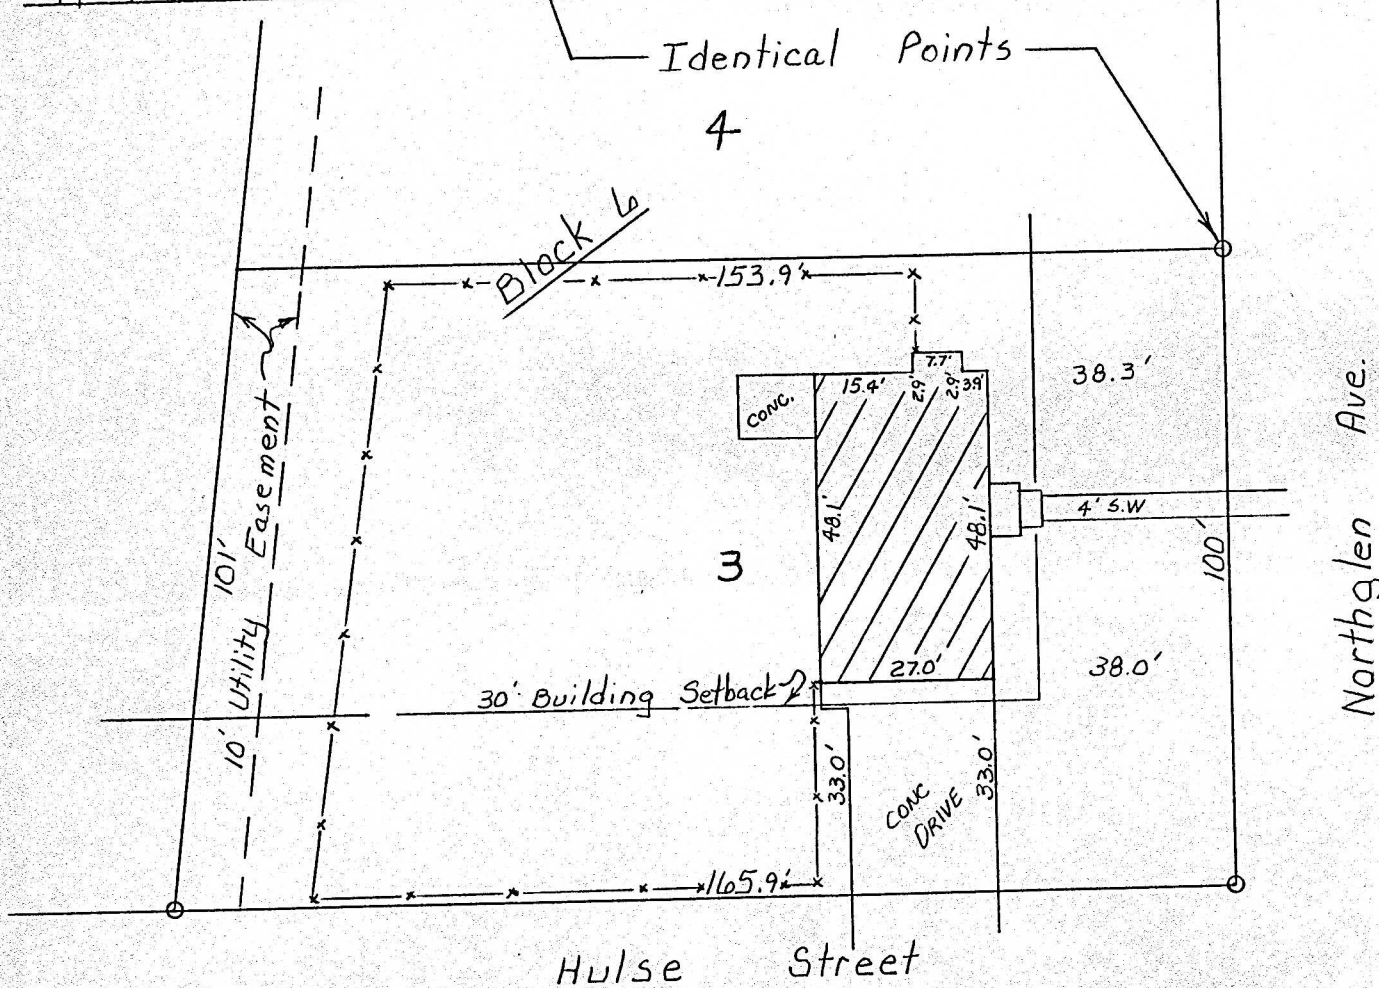 Identical Points
4
Block 6
153.9'
7.7'
15.4'
2.9'
2.9'
3.9'
38.3'
CONC.
Northglen Ave.
10' Utility Easement
101'
48.1'
48.1'
4' S.W
100'
3
27.0'
38.0'
30' Building Setback
33.0'
33.0'
CONC
DRIVE
165.9'
Hulse Street